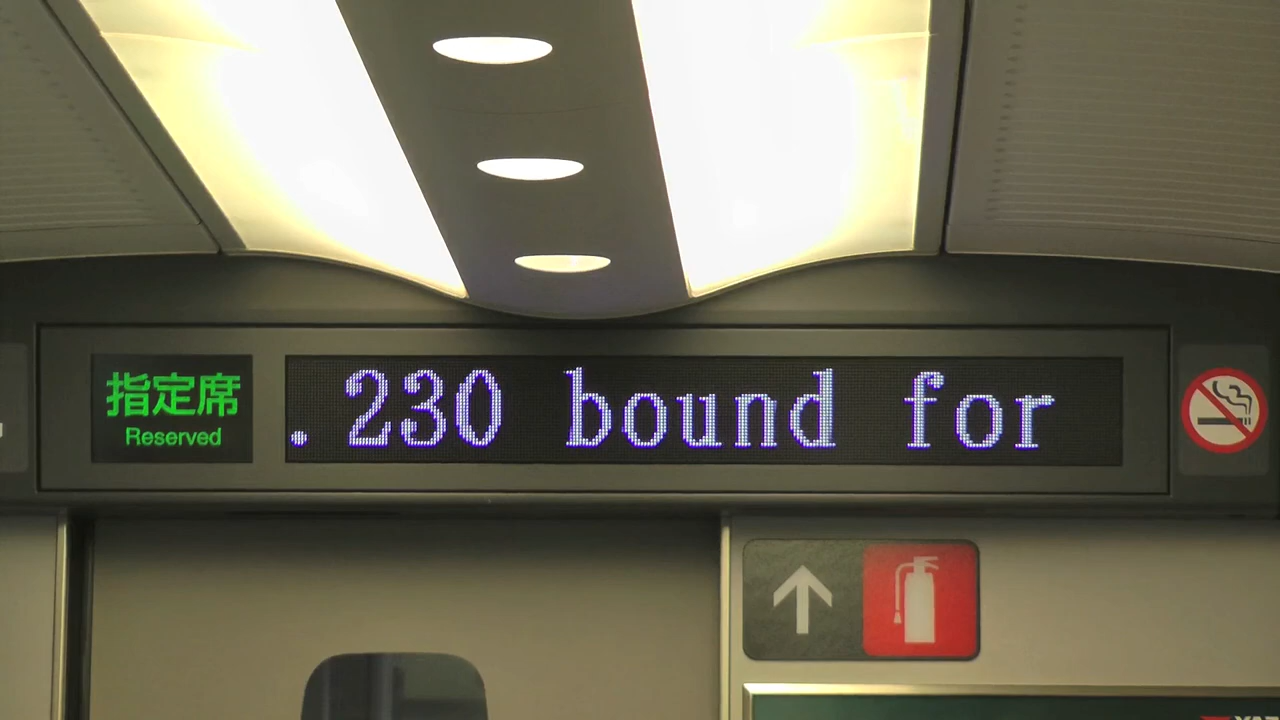 指定席
Reserved
.230 bound for